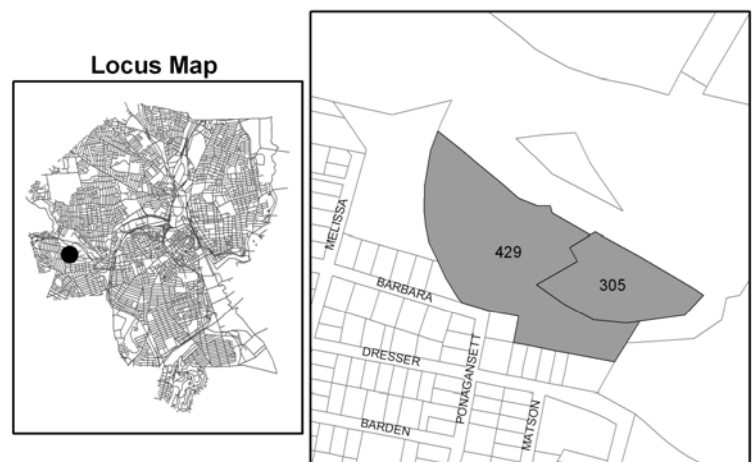 Locus Map
429
305
MELISSA
BARBARA
DRESSER
PONAGANSETT
BARDEN
MATSON